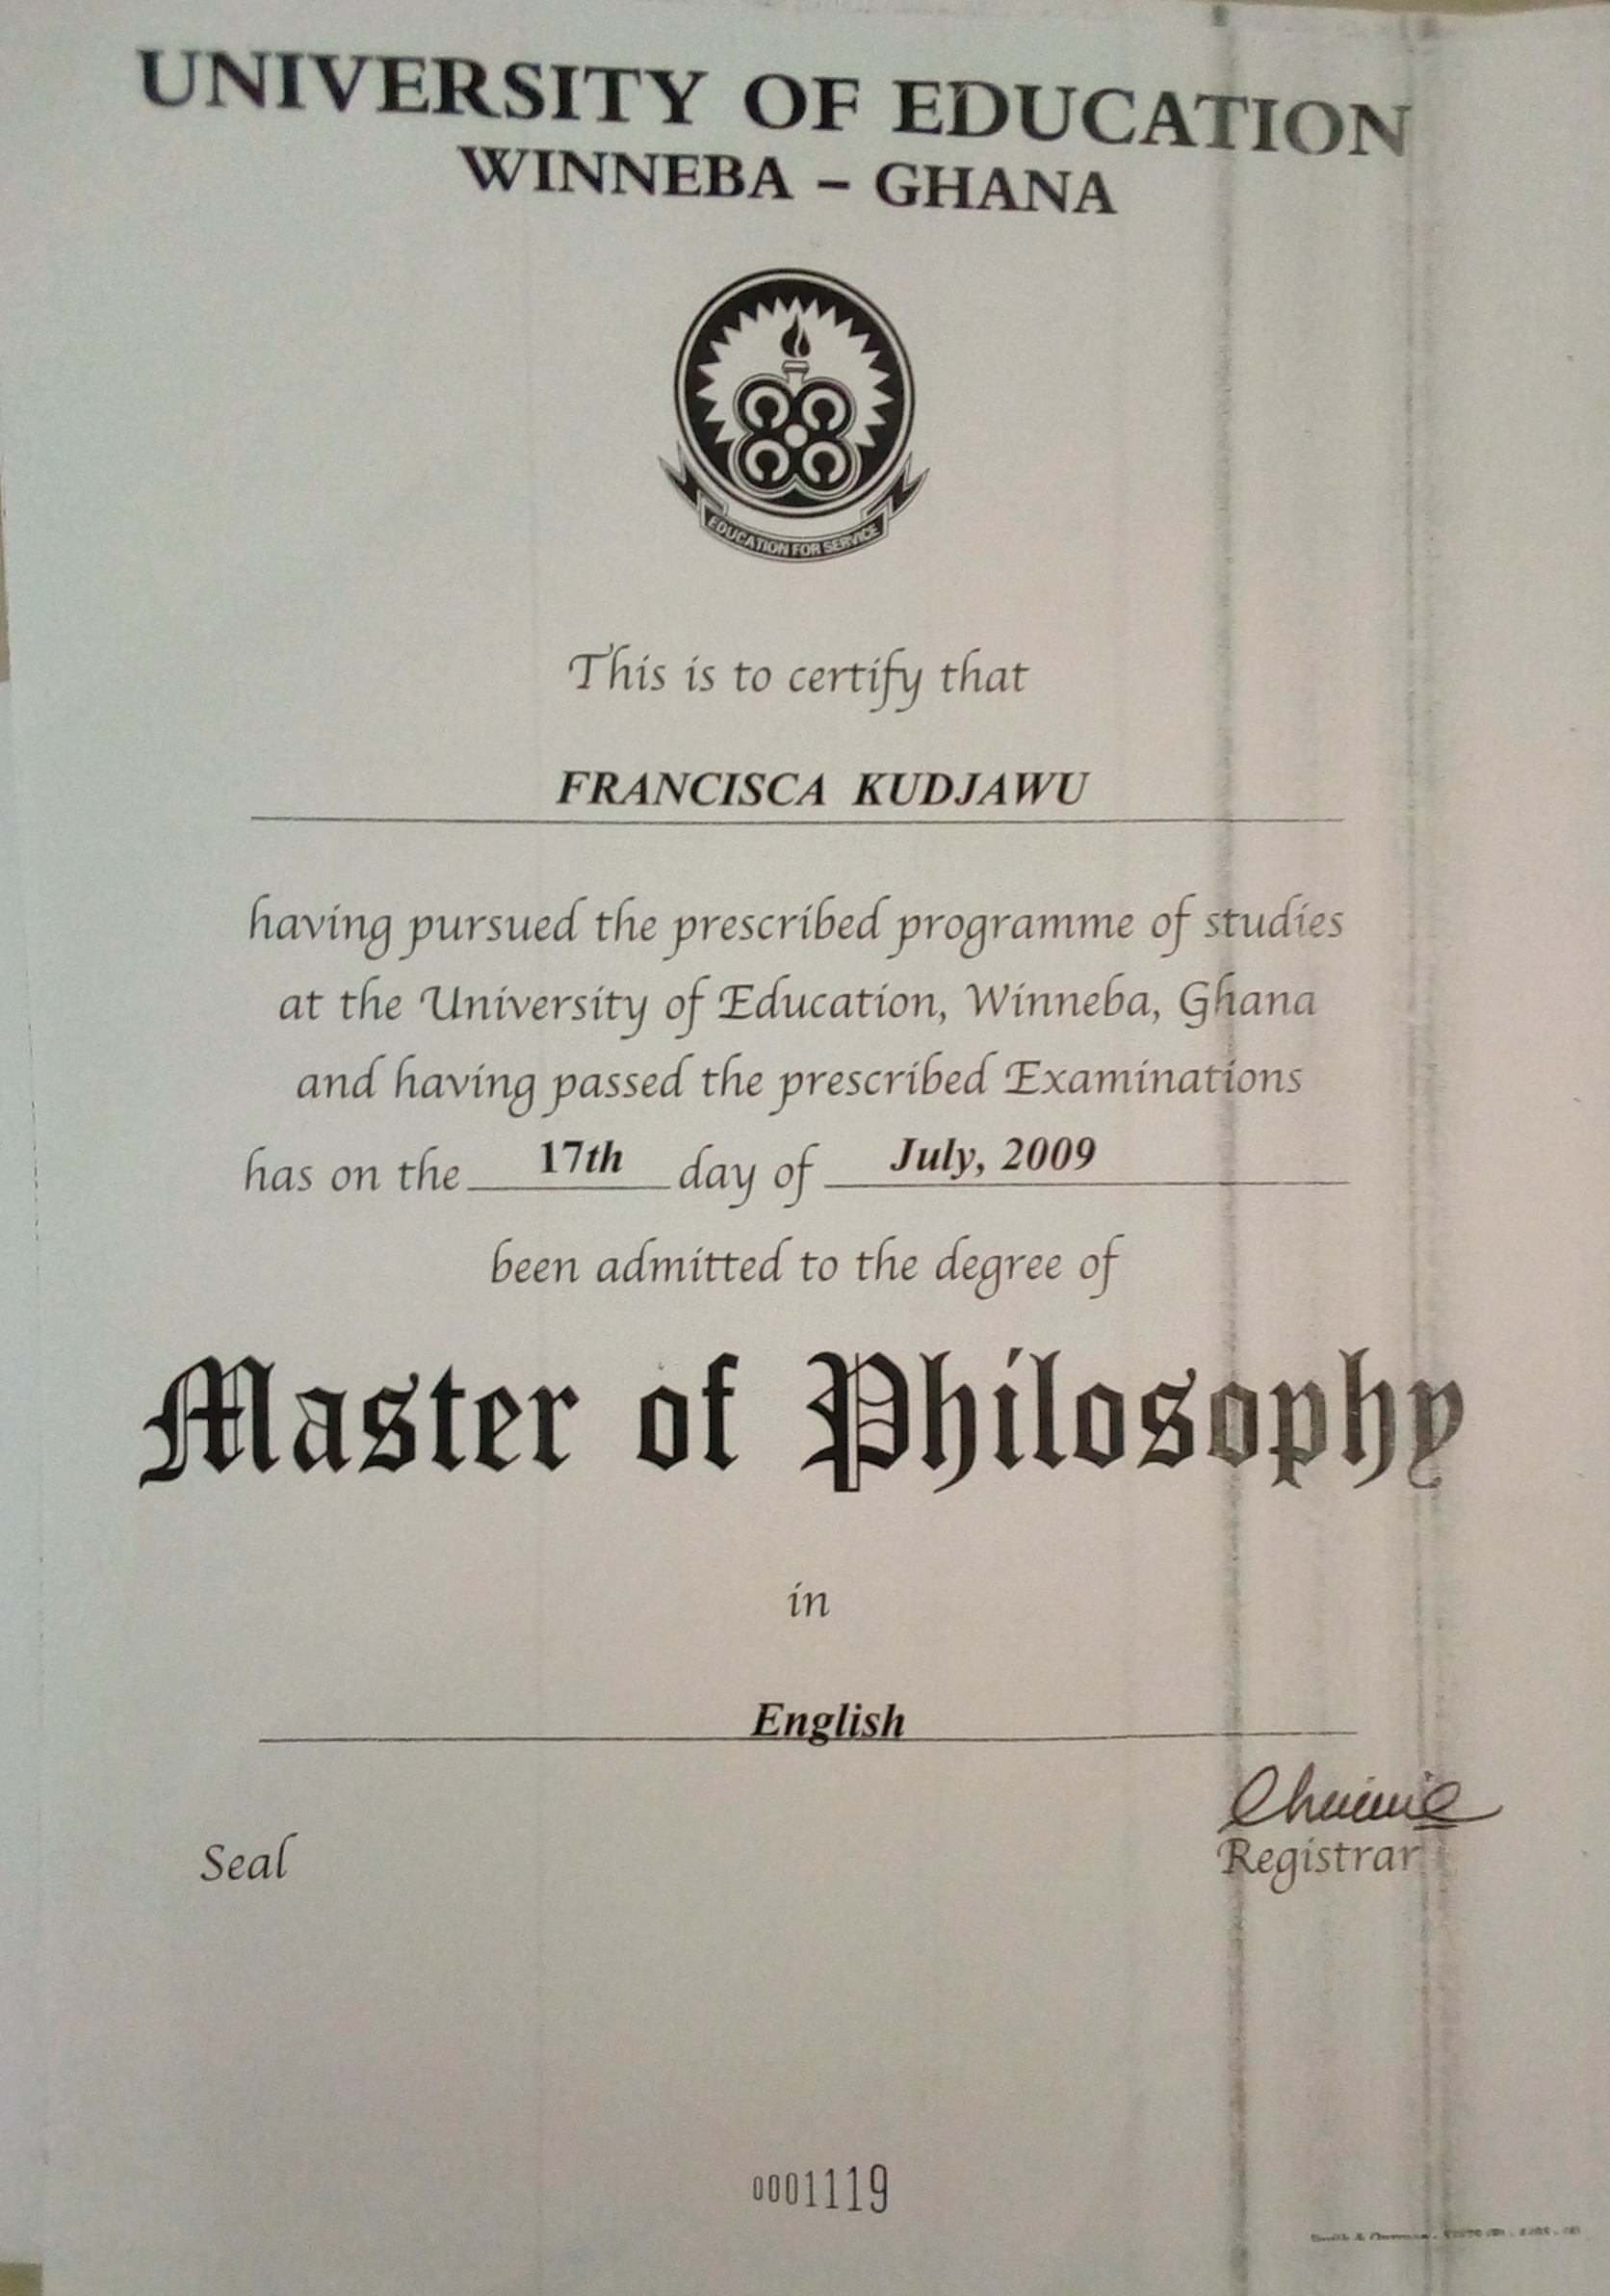 UNIVERSITY OF EDUCATION
WINNEBA – GHANA
EDUCATION FOR SERVICE
This is to certify that
FRANCISCA KUDJAWU
having pursued the prescribed programme of studies
at the University of Education, Winneba, Ghana
and having passed the prescribed Examinations
has on the 17th day of July, 2009
been admitted to the degree of
Master of Philosophy
in
English
Seal
Registrar
0001119